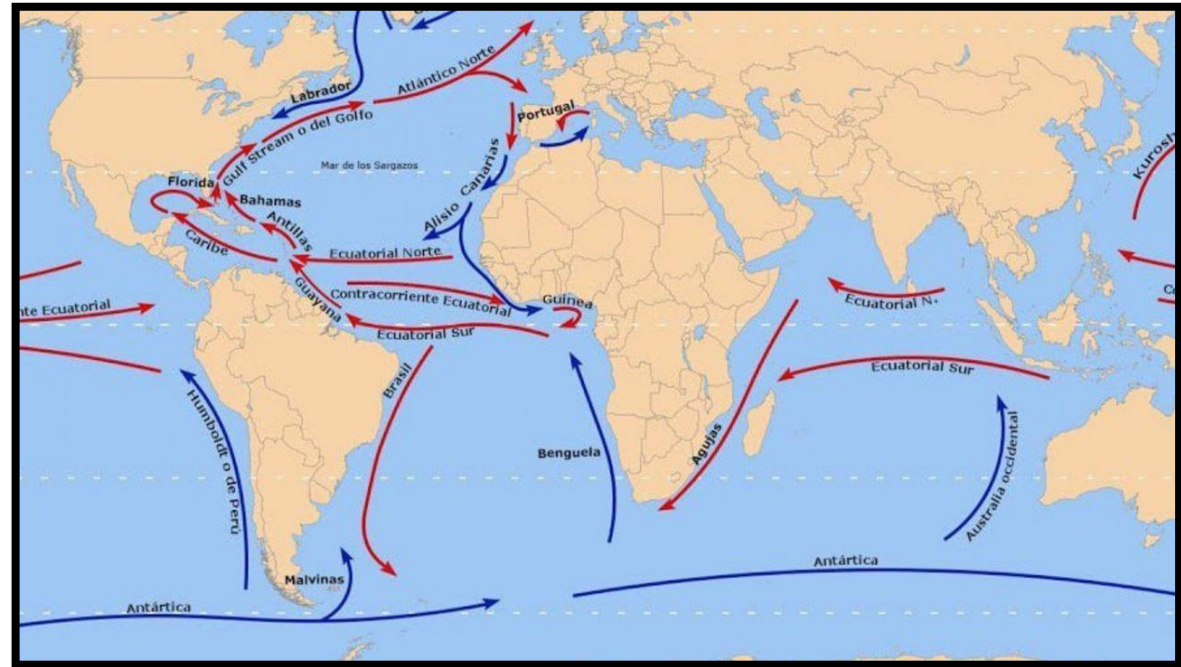 Labrador
Atlántico Norte
Gulf Stream o del Golfo
Portugal
Mar de los Sargazos
Canarias
Alisio
Florida
Bahamas
Antillas
Caribe
Ecuatorial Norte
Contracorriente Ecuatorial
Guinea
Guayana
Ecuatorial Sur
nte Ecuatorial
Brasil
Humboldt o de Perú
Benguela
Agujas
Ecuatorial N.
Ecuatorial Sur
Australia occidental
Malvinas
Antártica
Antártica